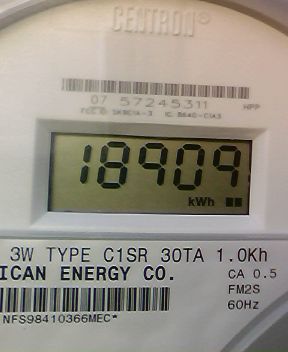 CENTRON®
07 57245311
WPP
18909
kWh
3W TYPE C1SR 30TA 1.0Kh
ICAN ENERGY CO.
CA 0.5
FM2S
60Hz
NFS98410366MEC*